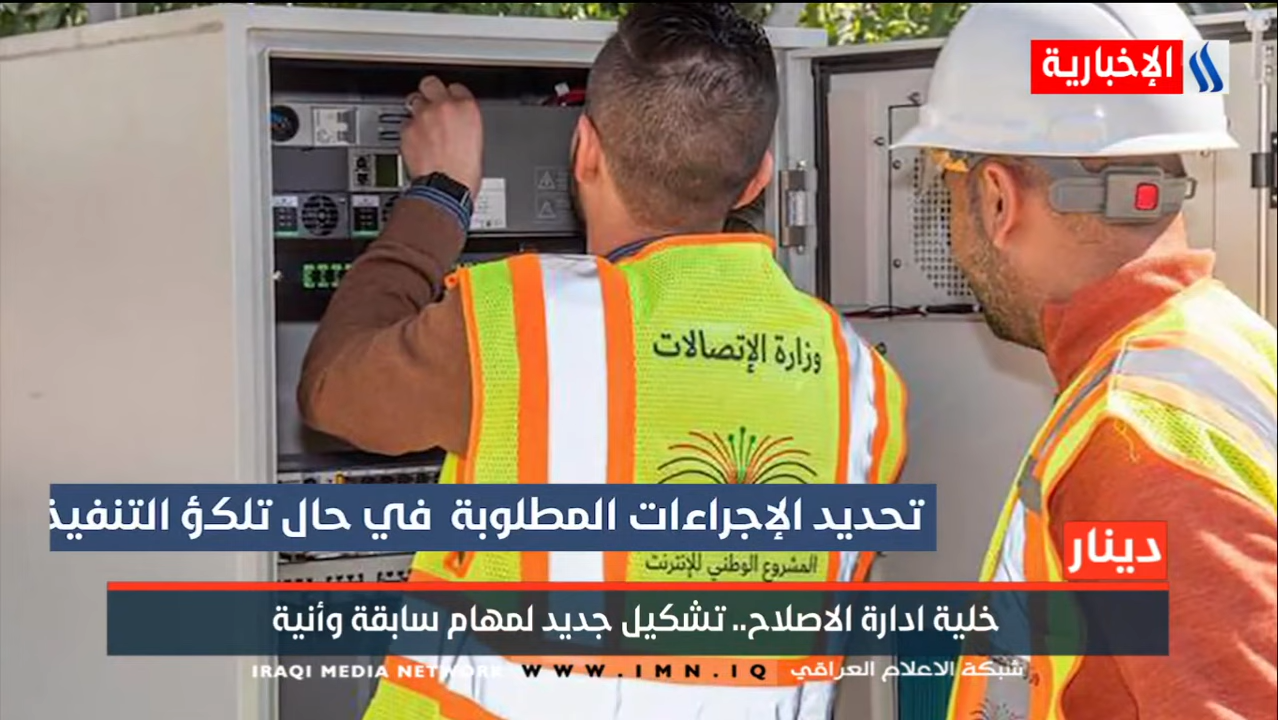 الإخبارية
وزارة الإتصالات
تحديد الإجراءات المطلوبة في حال تلكؤ التنفيذ
المشروع الوطني للإنترنت
دينار
خلية ادارة الاصلاح.. تشكيل جديد لمهام سابقة وأنية
IRAQI MEDIA NETWORK WWW.IMN.IQ شبكة الاعلام العراقي